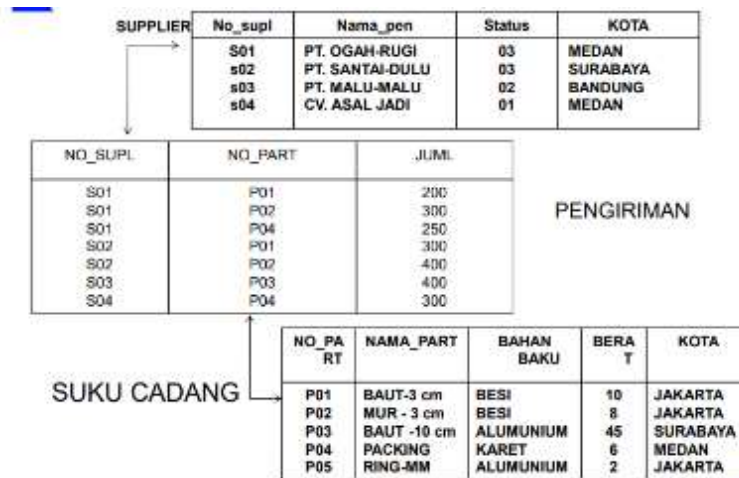 SUPPLIER No_supl Nama_pen Status KOTA
S01 PT. OGAH-RUGI 03 MEDAN
s02 PT. SANTAI-DULU 03 SURABAYA
s03 PT. MALU-MALU 02 BANDUNG
s04 CV. ASAL JADI 01 MEDAN
NO_SUPL NO_PART JUML
S01 P01 200
S01 P02 300
S01 P04 250
S02 P01 300
S02 P02 400
S03 P03 400
S04 P04 300
PENGIRIMAN
NO_PA NAMA_PART BAHAN BERA KOTA
RT BAKU T
SUKU CADANG
P01 BAUT-3 cm BESI 10 JAKARTA
P02 MUR - 3 cm BESI 8 JAKARTA
P03 BAUT -10 cm ALUMUNIUM 45 SURABAYA
P04 PACKING KARET 6 MEDAN
P05 RING-MM ALUMUNIUM 2 JAKARTA